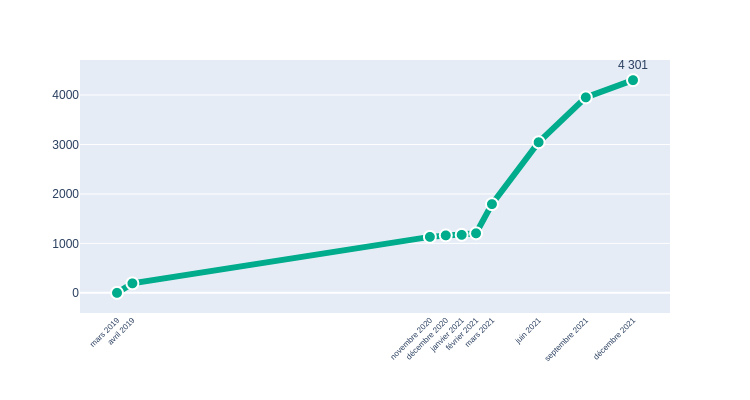 4 301
4000
3000
2000
1000
0
mars 2019
avril 2019
novembre 2020
décembre 2020
janvier 2021
février 2021
mars 2021
juin 2021
septembre 2021
décembre 2021